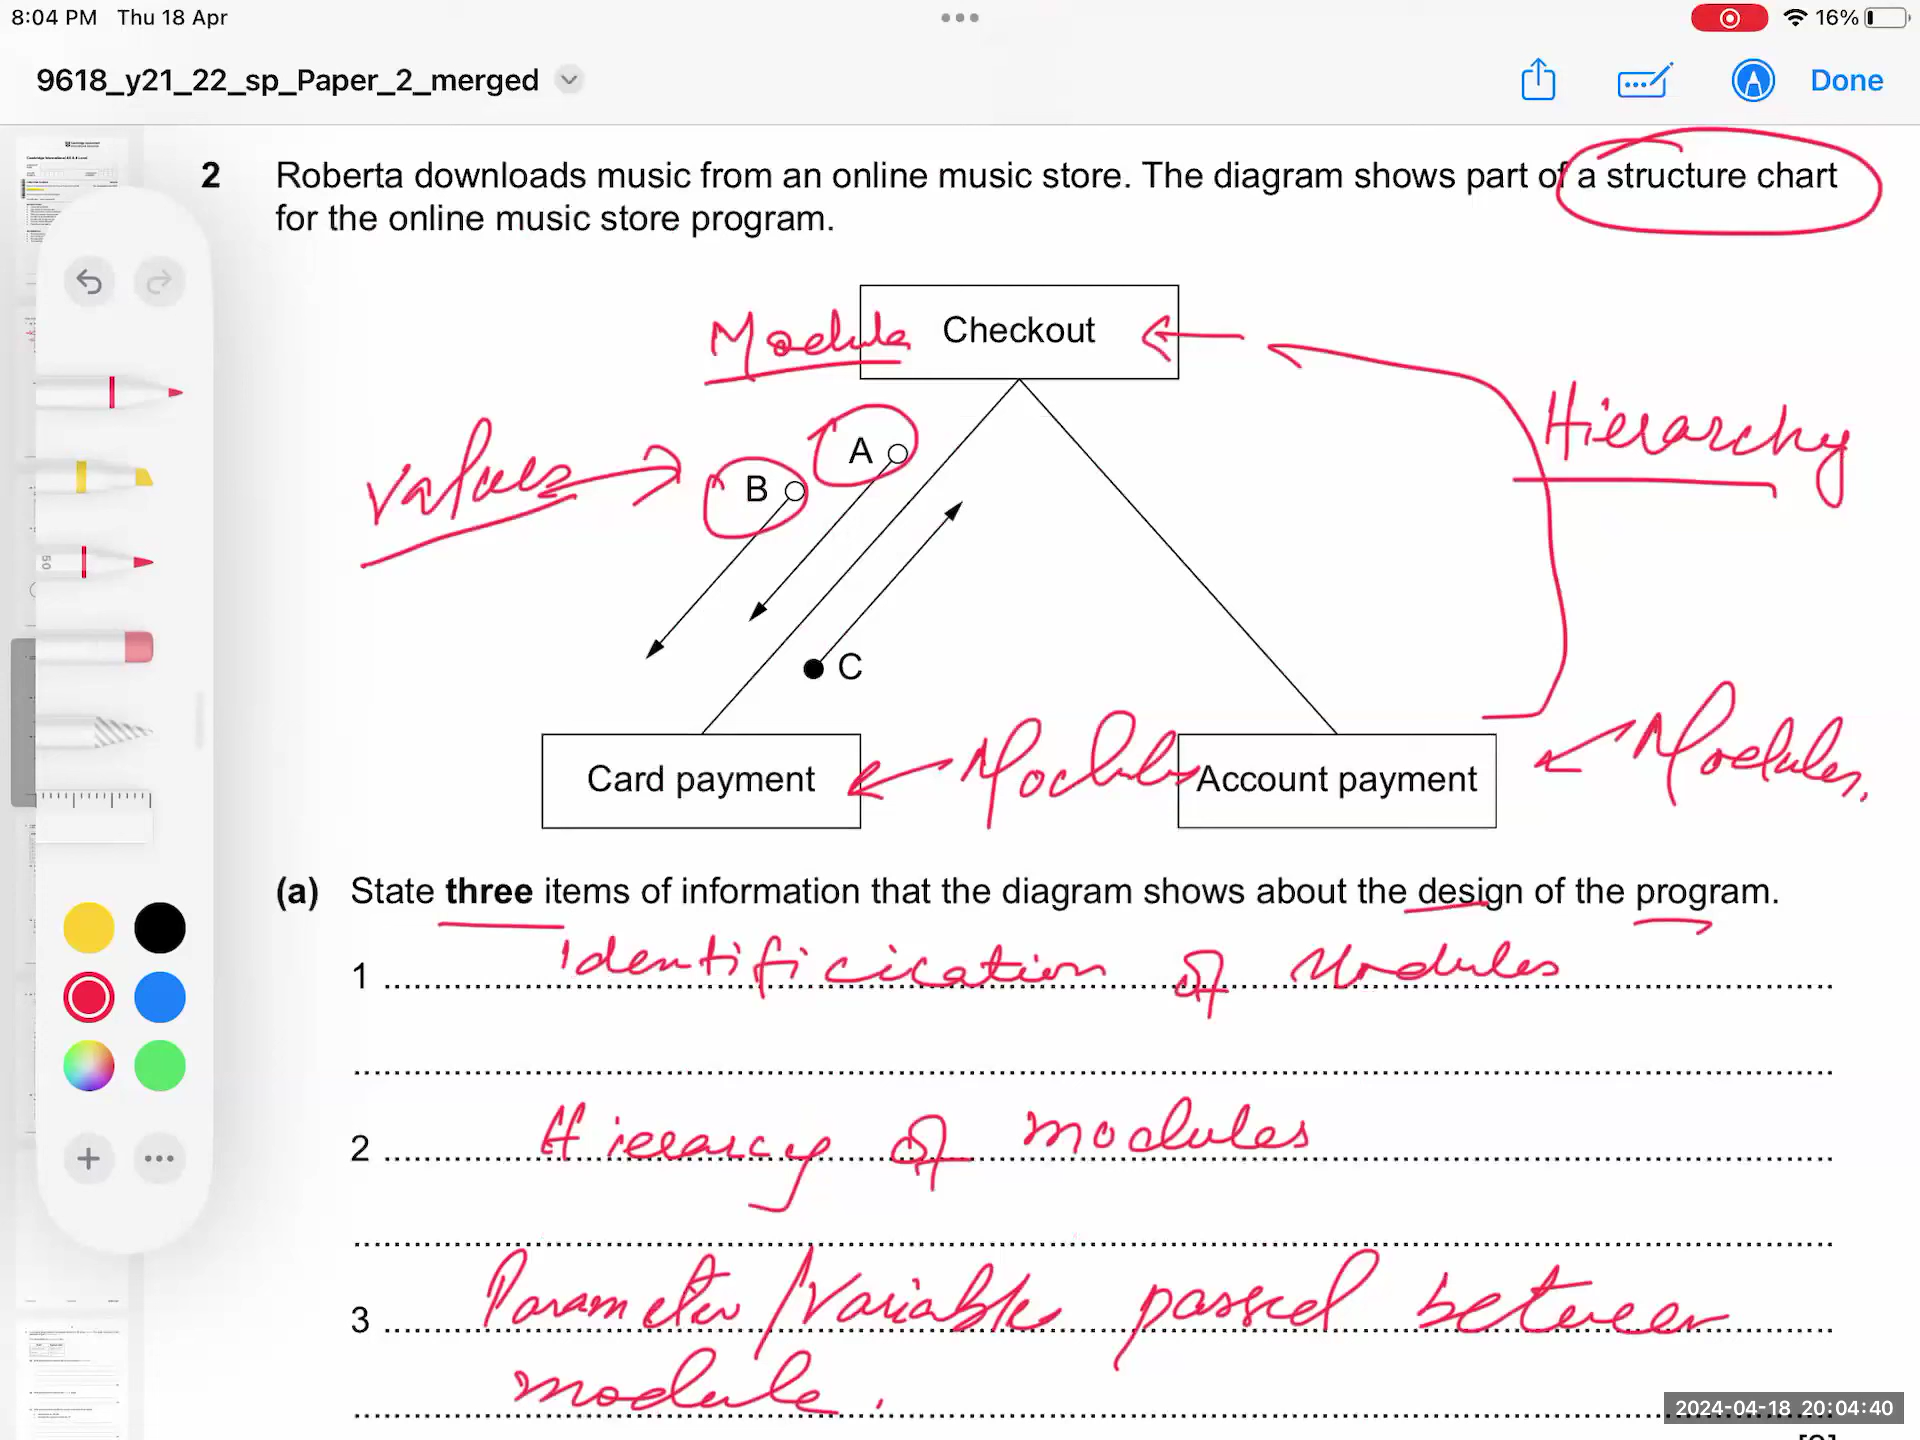 8:04 PM Thu 18 Apr
16%
9618_y21_22_sp_Paper_2_merged
Done
2 Roberta downloads music from an online music store. The diagram shows part of a structure chart
for the online music store program.
Module Checkout
Hierarchy
Values
A
B
C
Card payment
Account payment
Modules.
(a) State three items of information that the diagram shows about the design of the program.
1 Identificication of Modules
2 Hierarcy of modules
3 Parameter/Variables passed between
module.
50
2024-04-18 20:04:40